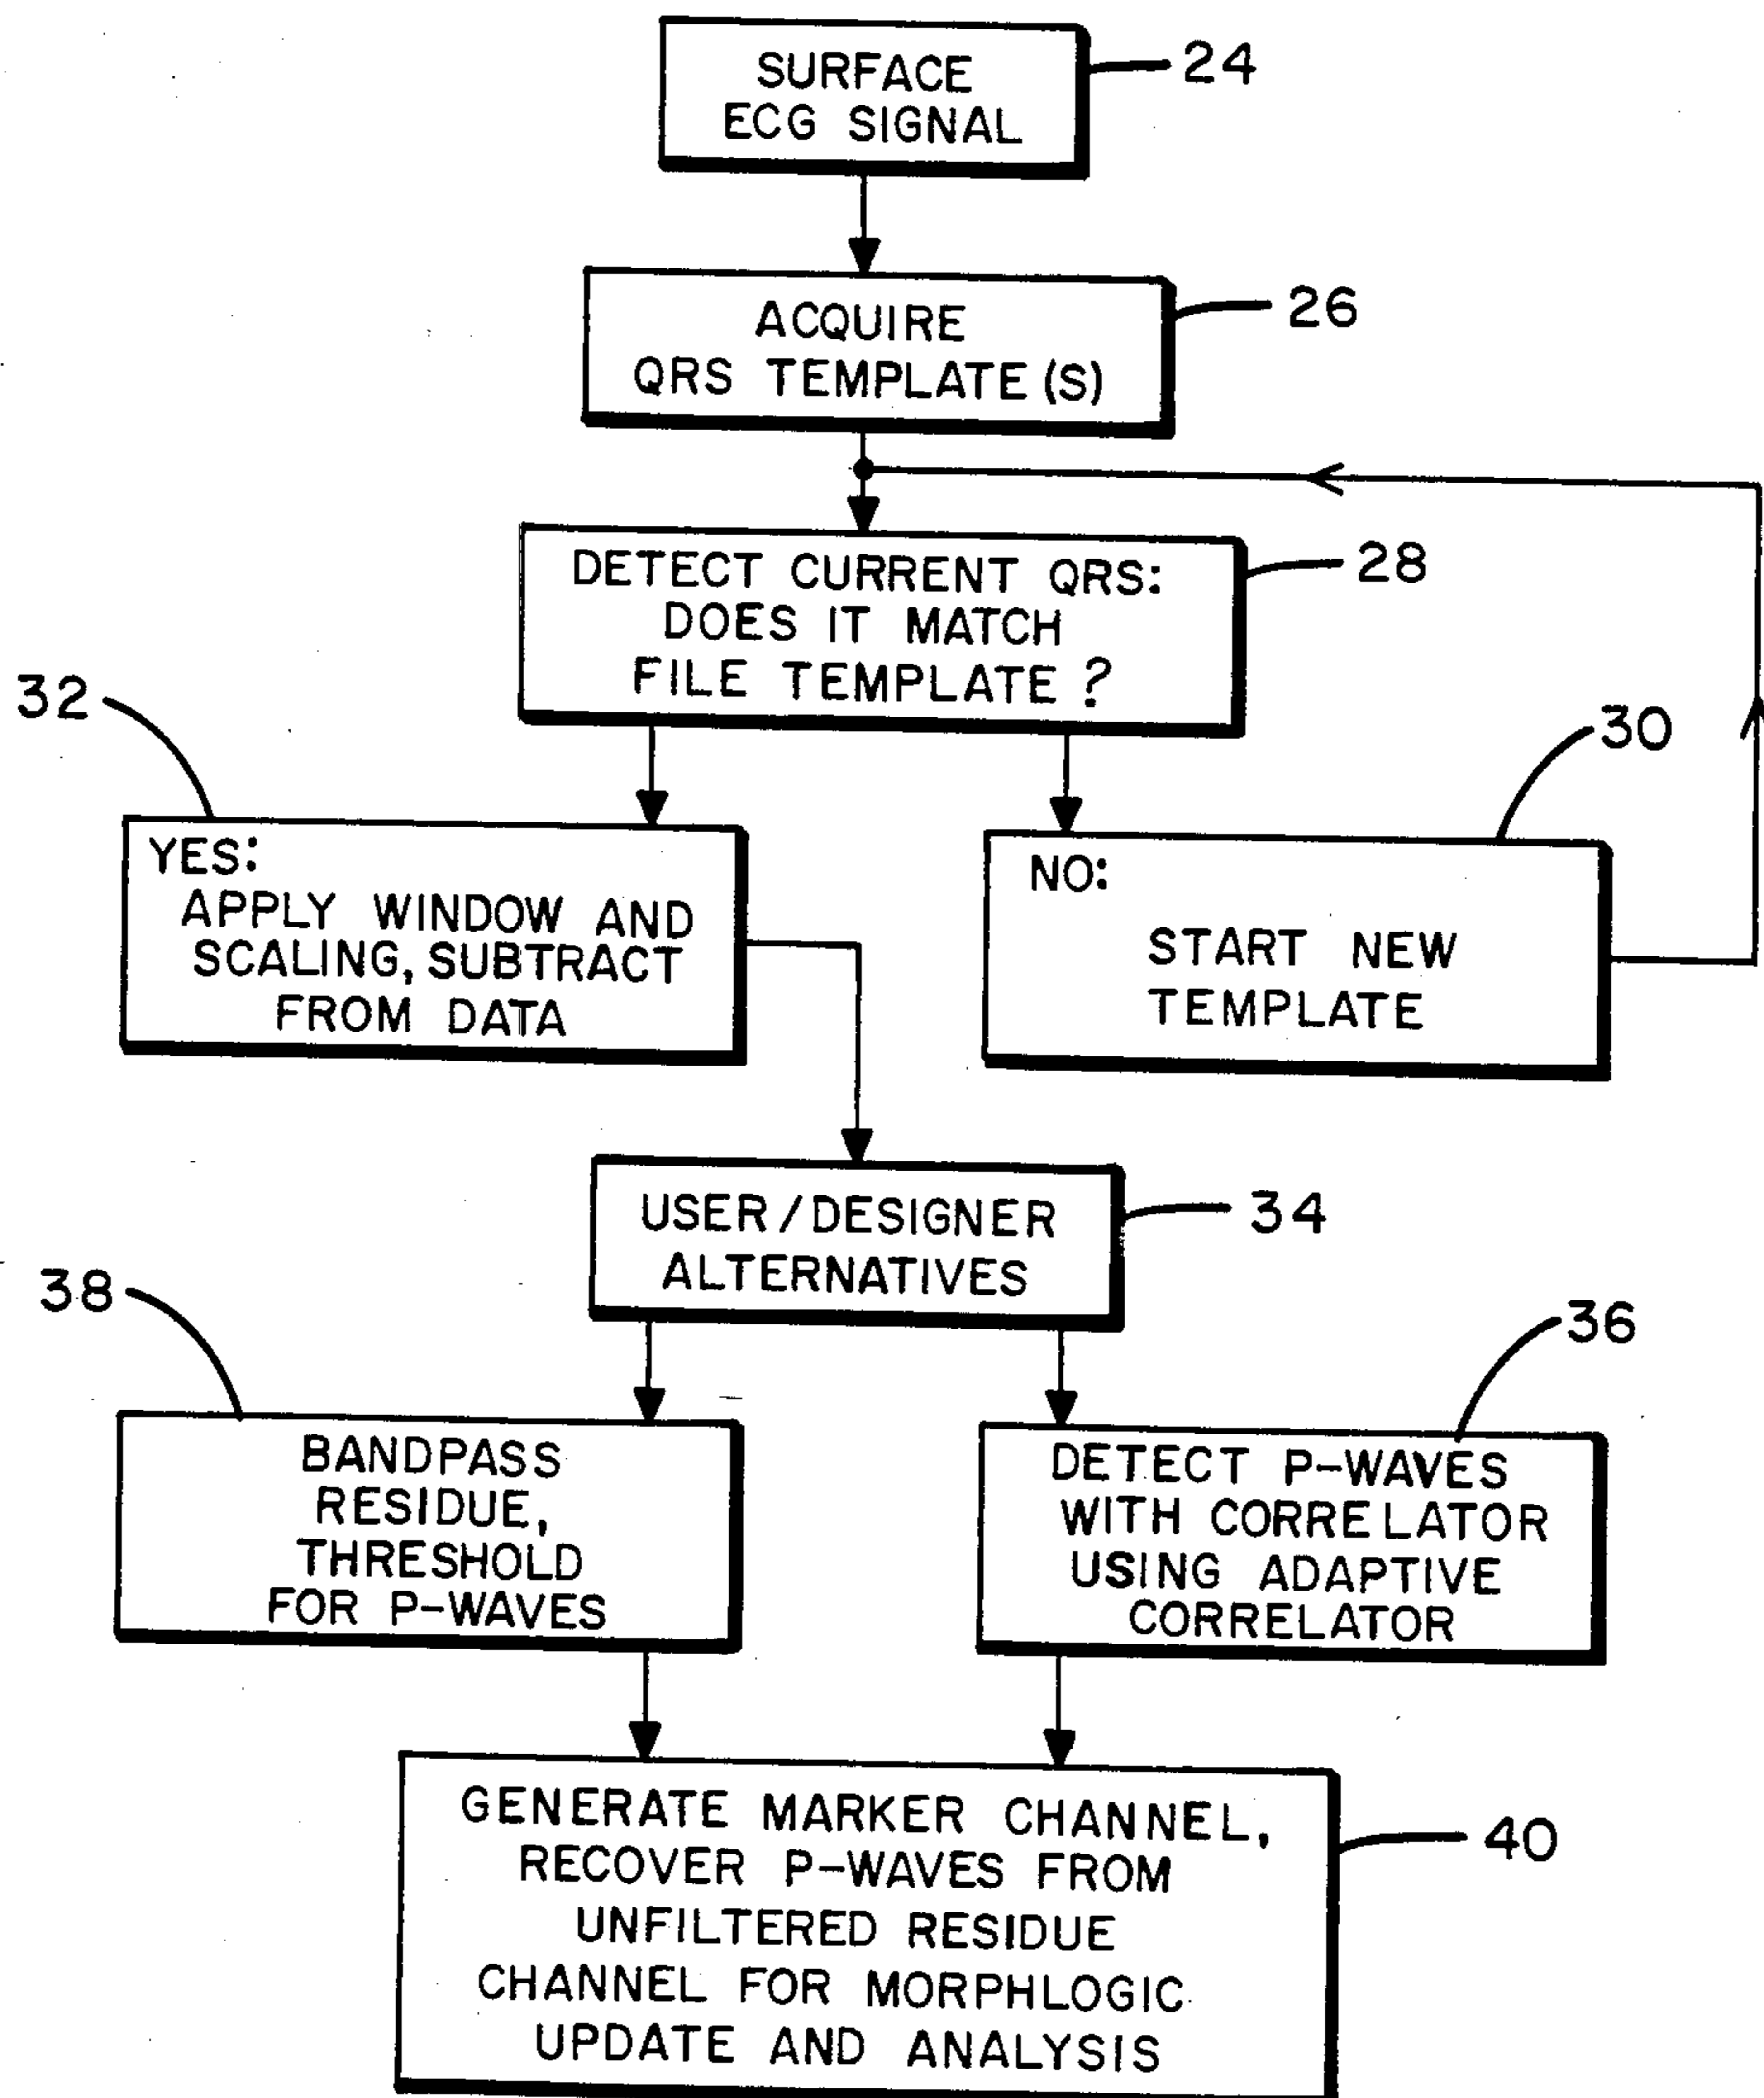 SURFACE
ECG SIGNAL
24
ACQUIRE
QRS TEMPLATE(S)
26
DETECT CURRENT QRS:
DOES IT MATCH
FILE TEMPLATE?
28
32
30
YES:
APPLY WINDOW AND
SCALING, SUBTRACT
FROM DATA
NO:
START NEW
TEMPLATE
USER/DESIGNER
ALTERNATIVES
34
38
36
BANDPASS
RESIDUE,
THRESHOLD
FOR P-WAVES
DETECT P-WAVES
WITH CORRELATOR
USING ADAPTIVE
CORRELATOR
GENERATE MARKER CHANNEL,
RECOVER P-WAVES FROM
UNFILTERED RESIDUE
CHANNEL FOR MORPHLOGIC
UPDATE AND ANALYSIS
40